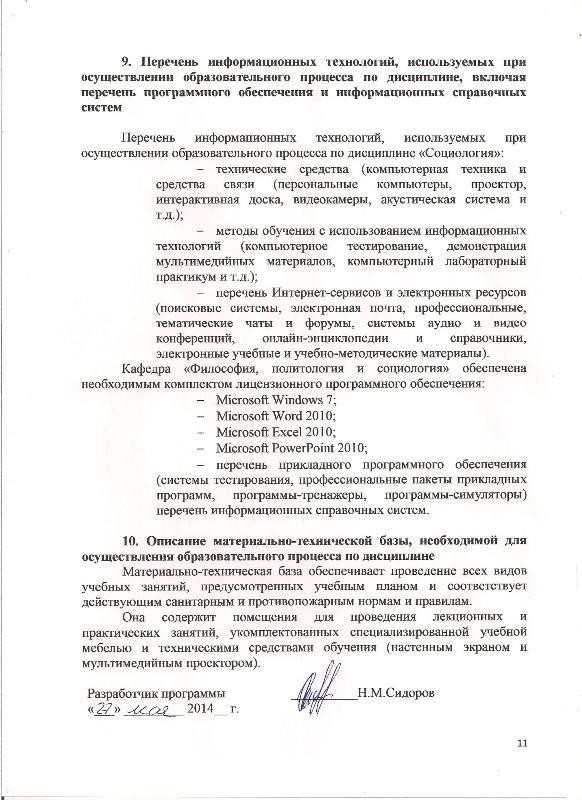 9. Перечень информационных технологий, используемых при
осуществлении образовательного процесса по дисциплине, включая
перечень программного обеспечения и информационных справочных
систем
Перечень информационных технологий, используемых при
осуществлении образовательного процесса по дисциплине «Социология»:
– технические средства (компьютерная техника и
средства связи (персональные компьютеры, проектор,
интерактивная доска, видеокамеры, акустическая система и
т.д.);
– методы обучения с использованием информационных
технологий (компьютерное тестирование, демонстрация
мультимедийных материалов, компьютерный лабораторный
практикум и т.д.);
– перечень Интернет-сервисов и электронных ресурсов
(поисковые системы, электронная почта, профессиональные,
тематические чаты и форумы, системы аудио и видео
конференций, онлайн-энциклопедии и справочники,
электронные учебные и учебно-методические материалы).
Кафедра «Философия, политология и социология» обеспечена
необходимым комплектом лицензионного программного обеспечения:
– Microsoft Windows 7;
– Microsoft Word 2010;
– Microsoft Excel 2010;
– Microsoft PowerPoint 2010;
– перечень прикладного программного обеспечения
(системы тестирования, профессиональные пакеты прикладных
программ, программы-тренажеры, программы-симуляторы)
перечень информационных справочных систем.
10. Описание материально-технической базы, необходимой для
осуществления образовательного процесса по дисциплине
Материально-техническая база обеспечивает проведение всех видов
учебных занятий, предусмотренных учебным планом и соответствует
действующим санитарным и противопожарным нормам и правилам.
Она содержит помещения для проведения лекционных и
практических занятий, укомплектованных специализированной учебной
мебелью и техническими средствами обучения (настенным экраном и
мультимедийным проектором).
Разработчик программы Н.М.Сидоров
«27» мая 2014 г.
11